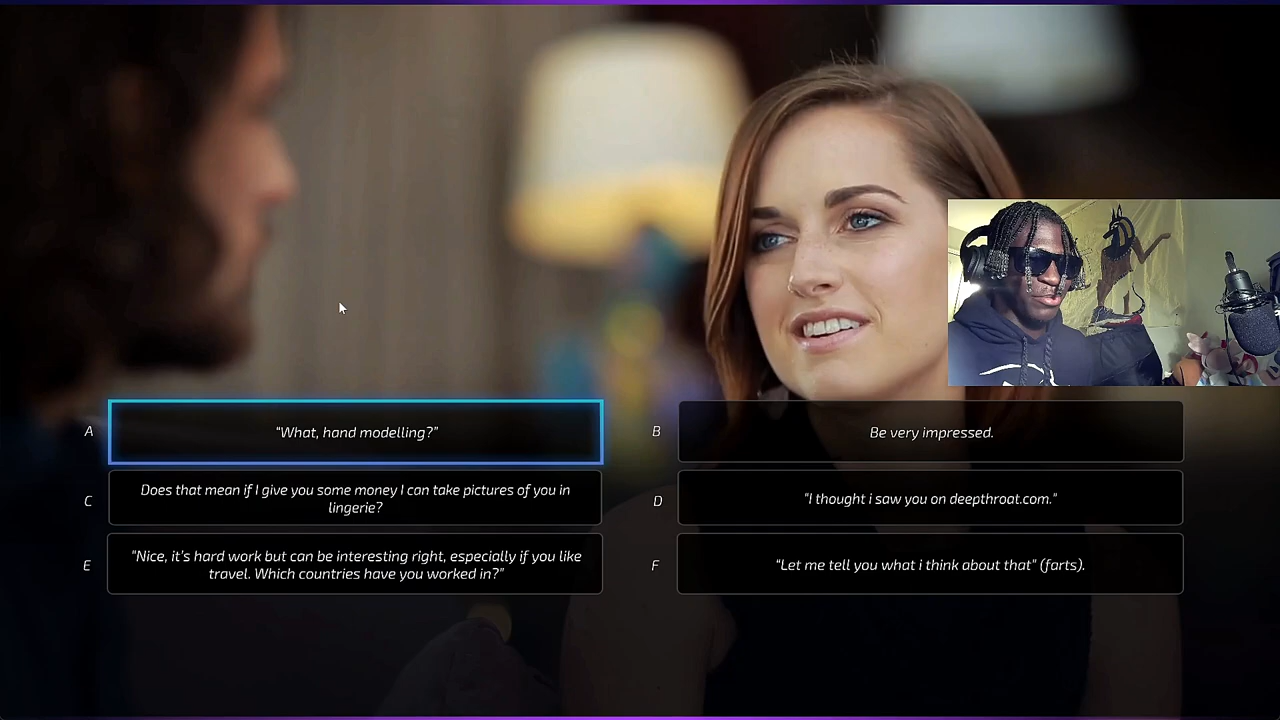 A
"What, hand modelling?"
B
Be very impressed.
C
Does that mean if I give you some money I can take pictures of you in
lingerie?
D
"I thought i saw you on deepthroat.com."
E
"Nice, it's hard work but can be interesting right, especially if you like
travel. Which countries have you worked in?"
F
"Let me tell you what i think about that" (farts).